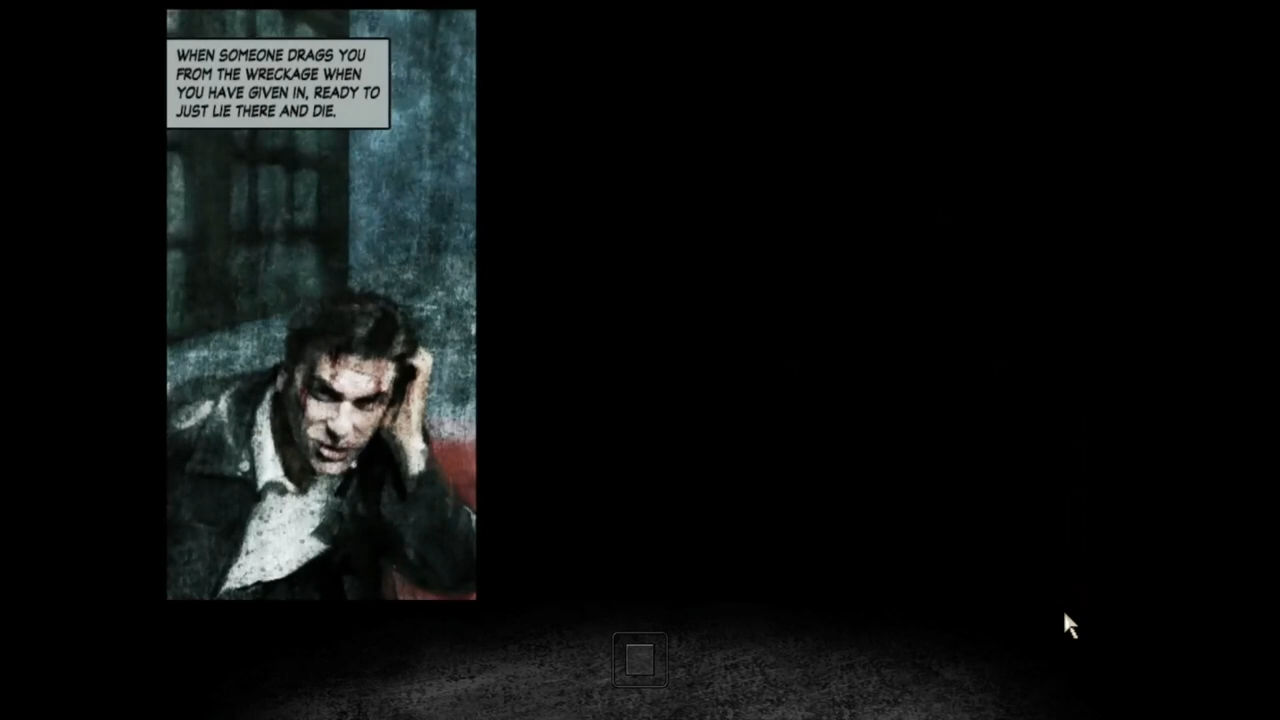 WHEN SOMEONE DRAGS YOU
FROM THE WRECKAGE WHEN
YOU HAVE GIVEN IN, READY TO
JUST LIE THERE AND DIE.